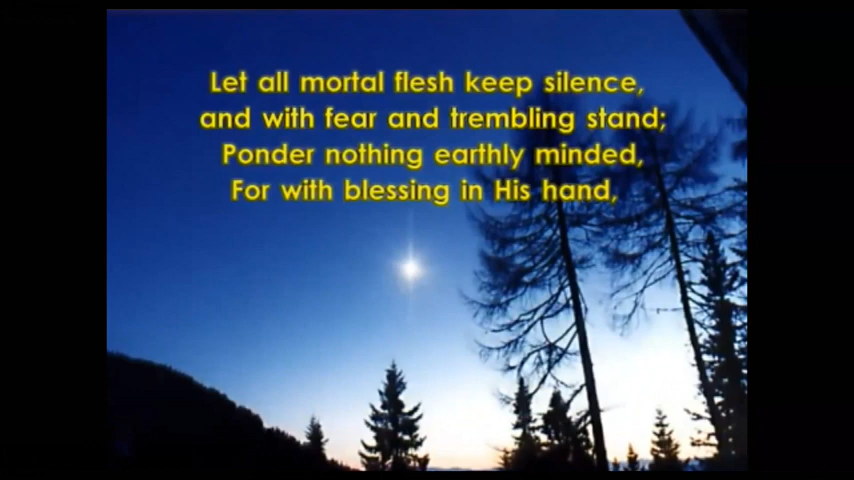 Let all mortal flesh keep silence,
and with fear and trembling stand;
Ponder nothing earthly minded,
For with blessing in His hand,